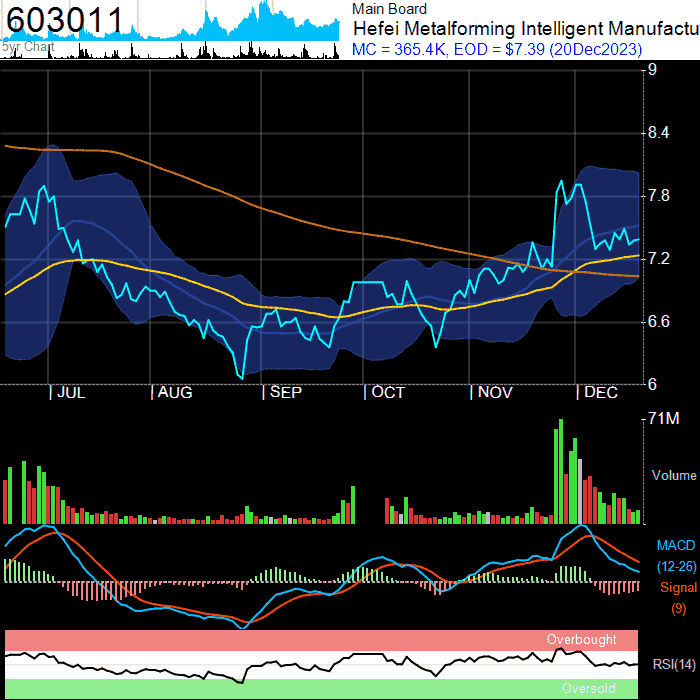 603011
5yr Chart
Main Board
Hefei Metalforming Intelligent Manufactu
MC = 365.4K, EOD = $7.39 (20Dec2023)
9
8.4
7.8
7.2
6.6
6
| JUL | AUG | SEP | OCT | NOV | DEC
71M
Volume
MACD
(12-26)
Signal
(9)
Overbought
RSI(14)
Oversold